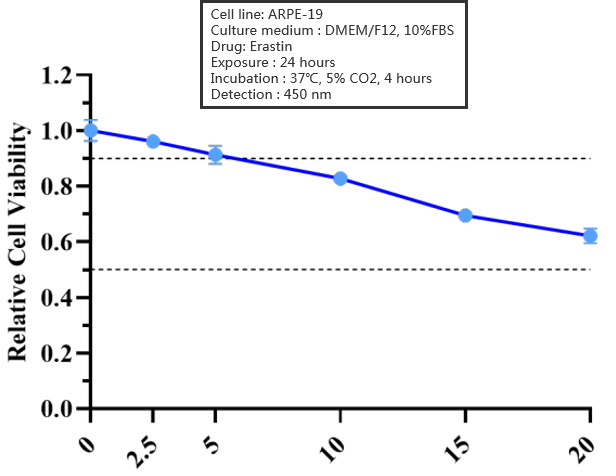 Cell line: ARPE-19
Culture medium : DMEM/F12, 10%FBS
Drug: Erastin
Exposure : 24 hours
Incubation : 37℃, 5% CO2, 4 hours
Detection : 450 nm
Relative Cell Viability
1.2
1.0
0.8
0.6
0.4
0.2
0.0
0 2.5 5 10 15 20